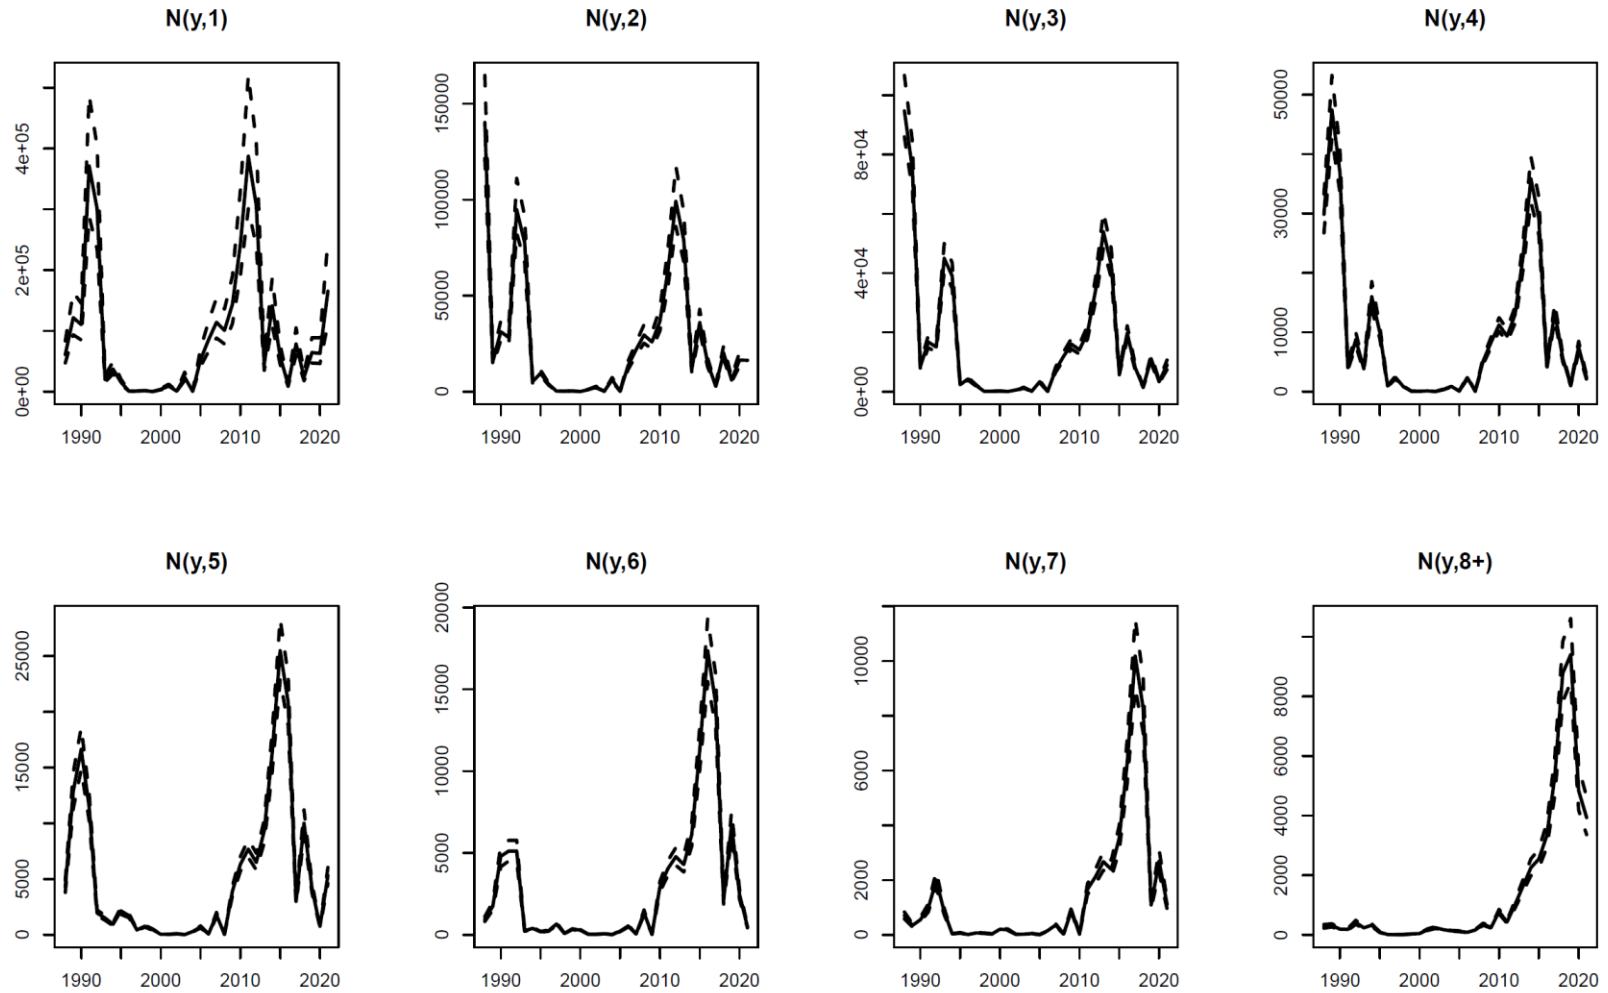 N(y,1)
N(y,2)
N(y,3)
N(y,4)
0e+00 2e+05 4e+05
0 50000 100000 150000
0e+00 4e+04 8e+04
0 10000 30000 50000
1990 2000 2010 2020
1990 2000 2010 2020
1990 2000 2010 2020
1990 2000 2010 2020
N(y,5)
N(y,6)
N(y,7)
N(y,8+)
0 5000 15000 25000
0 5000 10000 15000 20000
0 2000 6000 10000
0 2000 4000 6000 8000
1990 2000 2010 2020
1990 2000 2010 2020
1990 2000 2010 2020
1990 2000 2010 2020